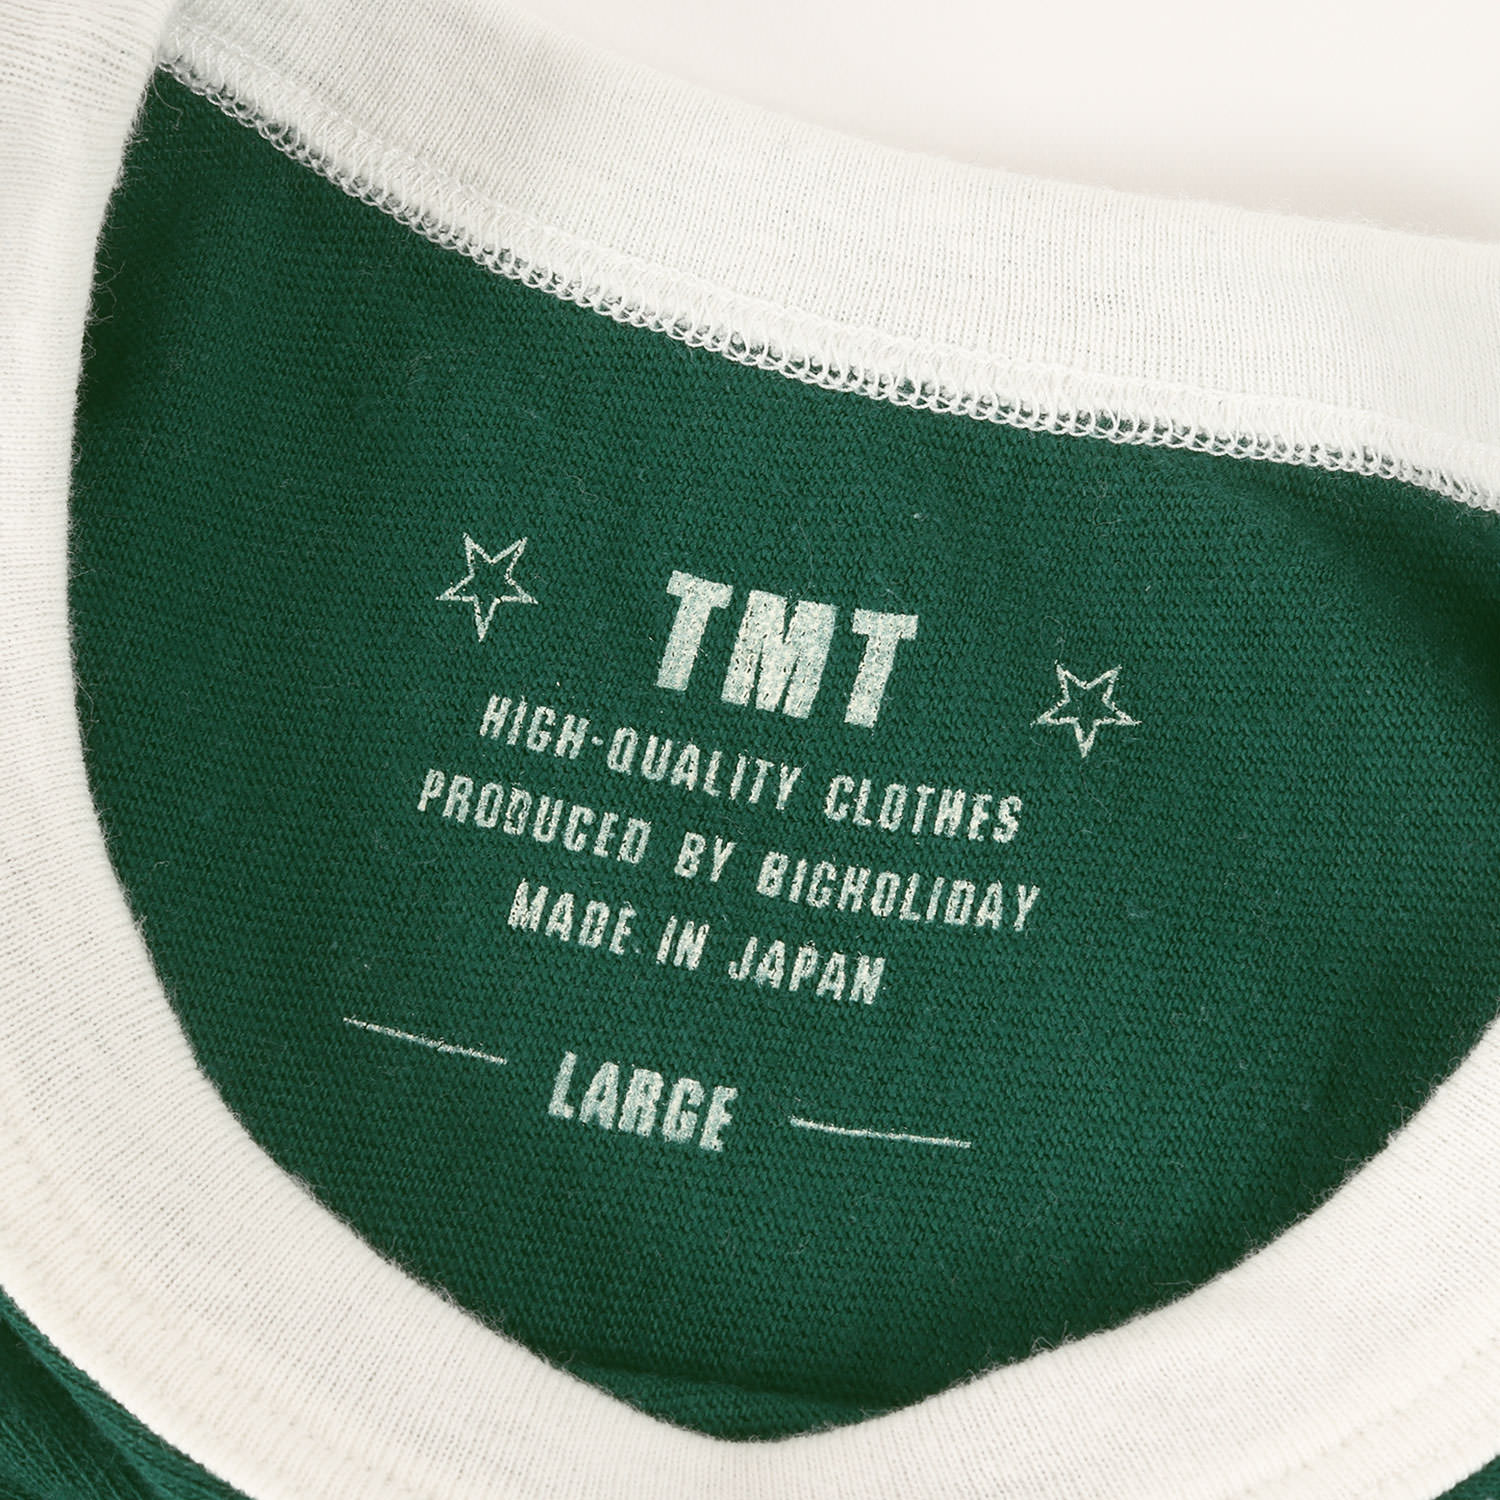 TMT
HIGH-QUALITY CLOTHES
PRODUCED BY BIGHOLIDAY
MADE IN JAPAN
LARGE